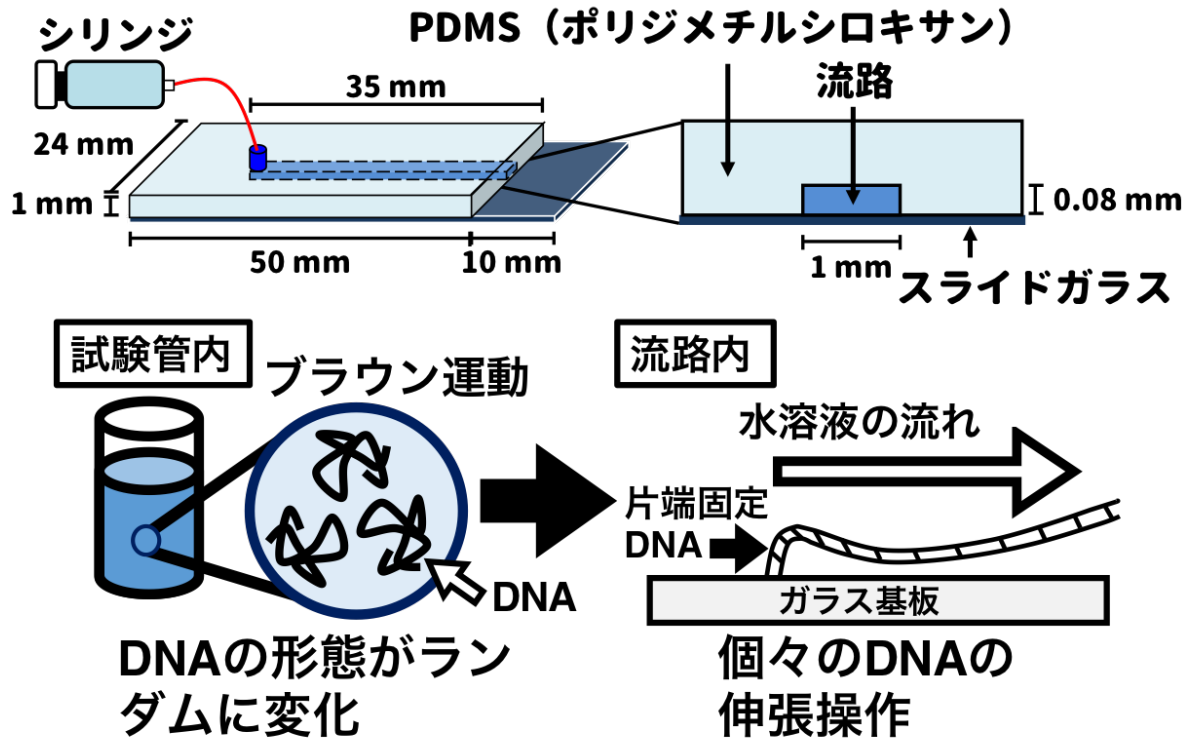 シリンジ
PDMS（ポリジメチルシロキサン）
流路
35 mm
24 mm
1 mm
0.08 mm
50 mm
10 mm
1 mm
スライドガラス
試験管内
ブラウン運動
DNA
DNAの形態がラン
ダムに変化
流路内
水溶液の流れ
片端固定
DNA
ガラス基板
個々のDNAの
伸張操作